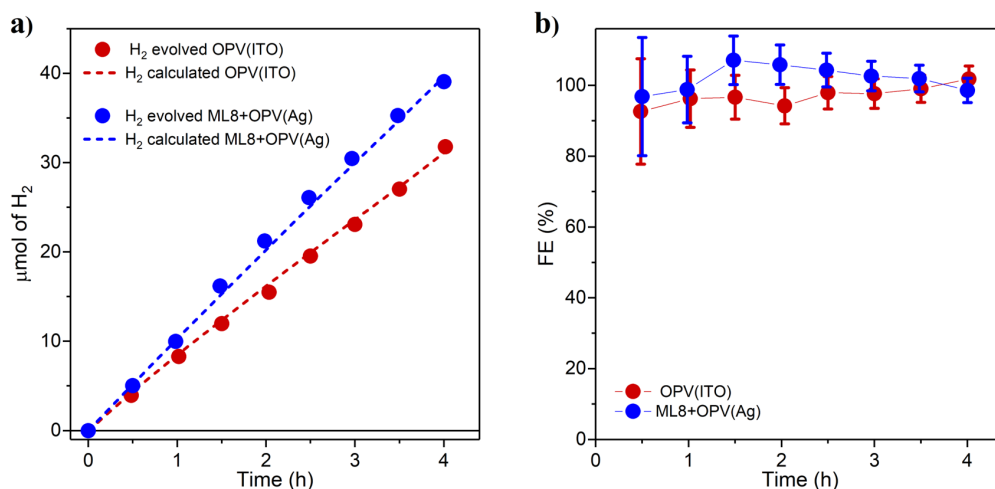 a)
H2 evolved OPV(ITO)
H2 calculated OPV(ITO)
H2 evolved ML8+OPV(Ag)
H2 calculated ML8+OPV(Ag)
40
30
20
10
0
μmol of H2
0 1 2 3 4
Time (h)
b)
100
80
60
40
20
0
FE (%)
OPV(ITO)
ML8+OPV(Ag)
0 1 2 3 4
Time (h)